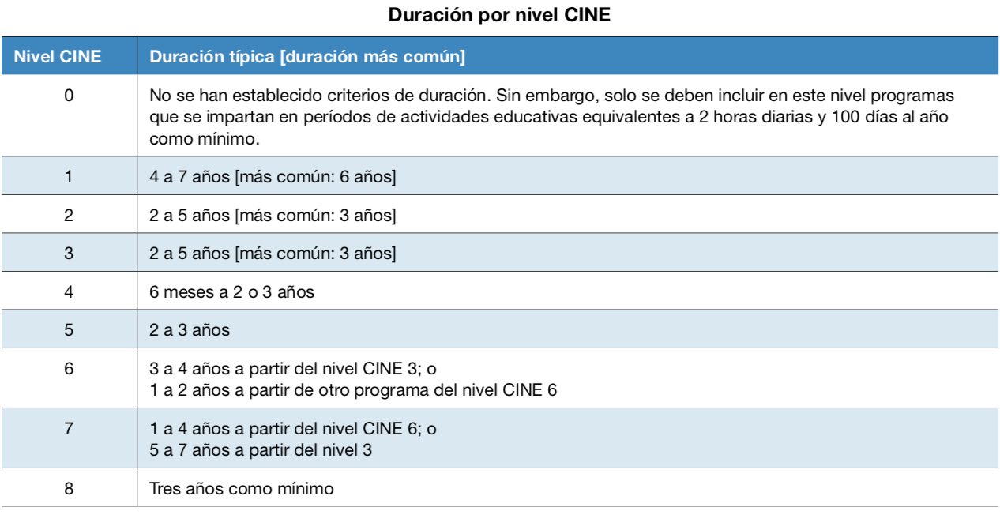 Duración por nivel CINE
Nivel CINE Duración típica [duración más común]
0 No se han establecido criterios de duración. Sin embargo, solo se deben incluir en este nivel programas
que se impartan en períodos de actividades educativas equivalentes a 2 horas diarias y 100 días al año
como mínimo.
1 4 a 7 años [más común: 6 años]
2 2 a 5 años [más común: 3 años]
3 2 a 5 años [más común: 3 años]
4 6 meses a 2 o 3 años
5 2 a 3 años
6 3 a 4 años a partir del nivel CINE 3; o
1 a 2 años a partir de otro programa del nivel CINE 6
7 1 a 4 años a partir del nivel CINE 6; o
5 a 7 años a partir del nivel 3
8 Tres años como mínimo